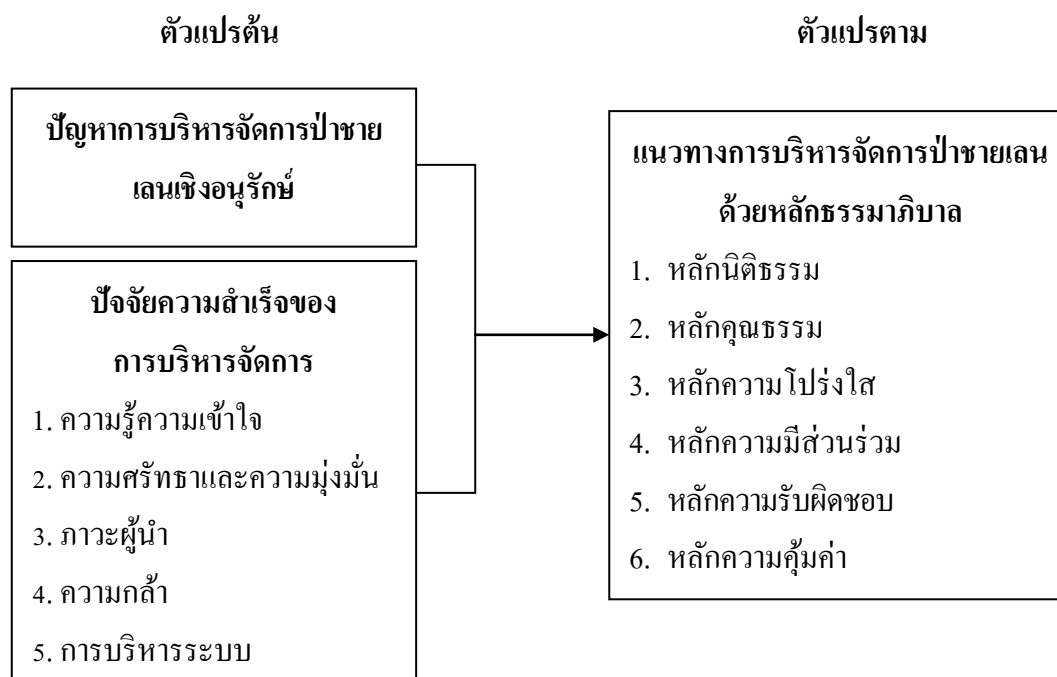 ตัวแปรต้น
ตัวแปรตาม
ปัญหาการบริหารจัดการป่าชาย
เลนเชิงอนุรักษ์
ปัจจัยความสำเร็จของ
การบริหารจัดการ
1. ความรู้ความเข้าใจ
2. ความศรัทธาและความมุ่งมั่น
3. ภาวะผู้นำ
4. ความกล้า
5. การบริหารระบบ
แนวทางการบริหารจัดการป่าชายเลน
ด้วยหลักธรรมาภิบาล
1. หลักนิติธรรม
2. หลักคุณธรรม
3. หลักความโปร่งใส
4. หลักความมีส่วนร่วม
5. หลักความรับผิดชอบ
6. หลักความคุ้มค่า